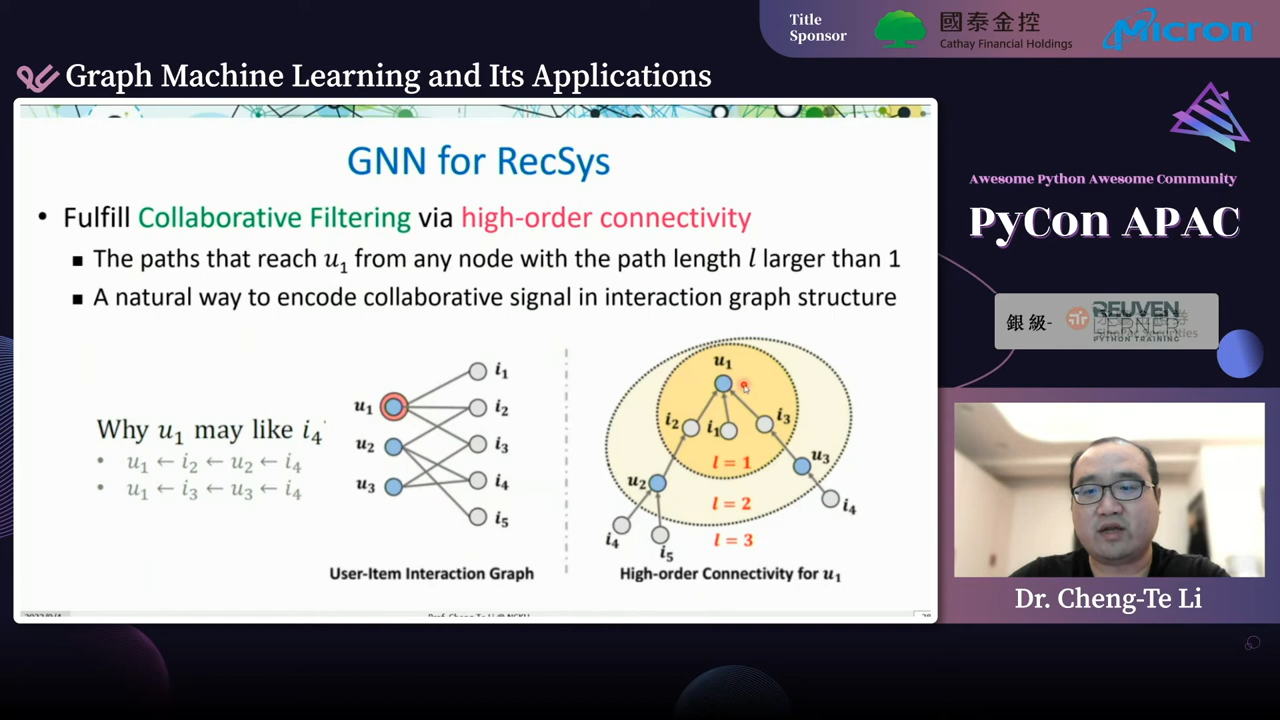 Title
Sponsor
國泰金控
Cathay Financial Holdings
Micron
Graph Machine Learning and Its Applications
GNN for RecSys
• Fulfill Collaborative Filtering via high-order connectivity
▪ The paths that reach u₁ from any node with the path length l larger than 1
▪ A natural way to encode collaborative signal in interaction graph structure
Why u₁ may like i₄
• u₁ ← i₂ ← u₂ ← i₄
• u₁ ← i₃ ← u₃ ← i₄
u₁
u₂
u₃
i₁
i₂
i₃
i₄
i₅
User-Item Interaction Graph
u₁
i₂
i₁
i₃
l = 1
u₂
u₃
l = 2
i₄
i₅
i₄
l = 3
High-order Connectivity for u₁
Awesome Python Awesome Community
PyCon APAC
銀級-
REUVEN
LERNER
PYTHON TRAINING
Dr. Cheng-Te Li